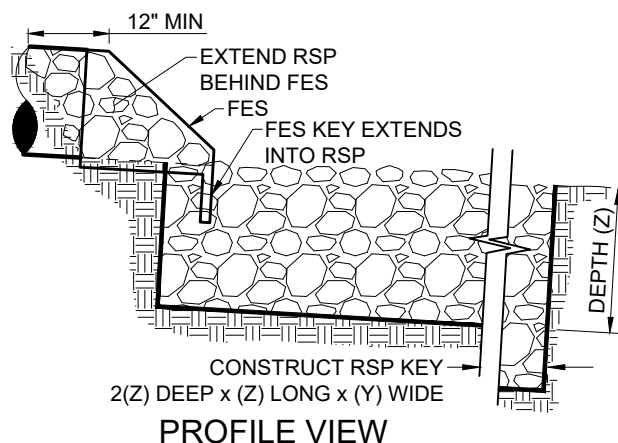 12" MIN
EXTEND RSP
BEHIND FES
FES
FES KEY EXTENDS
INTO RSP
DEPTH (Z)
CONSTRUCT RSP KEY
2(Z) DEEP x (Z) LONG x (Y) WIDE
PROFILE VIEW